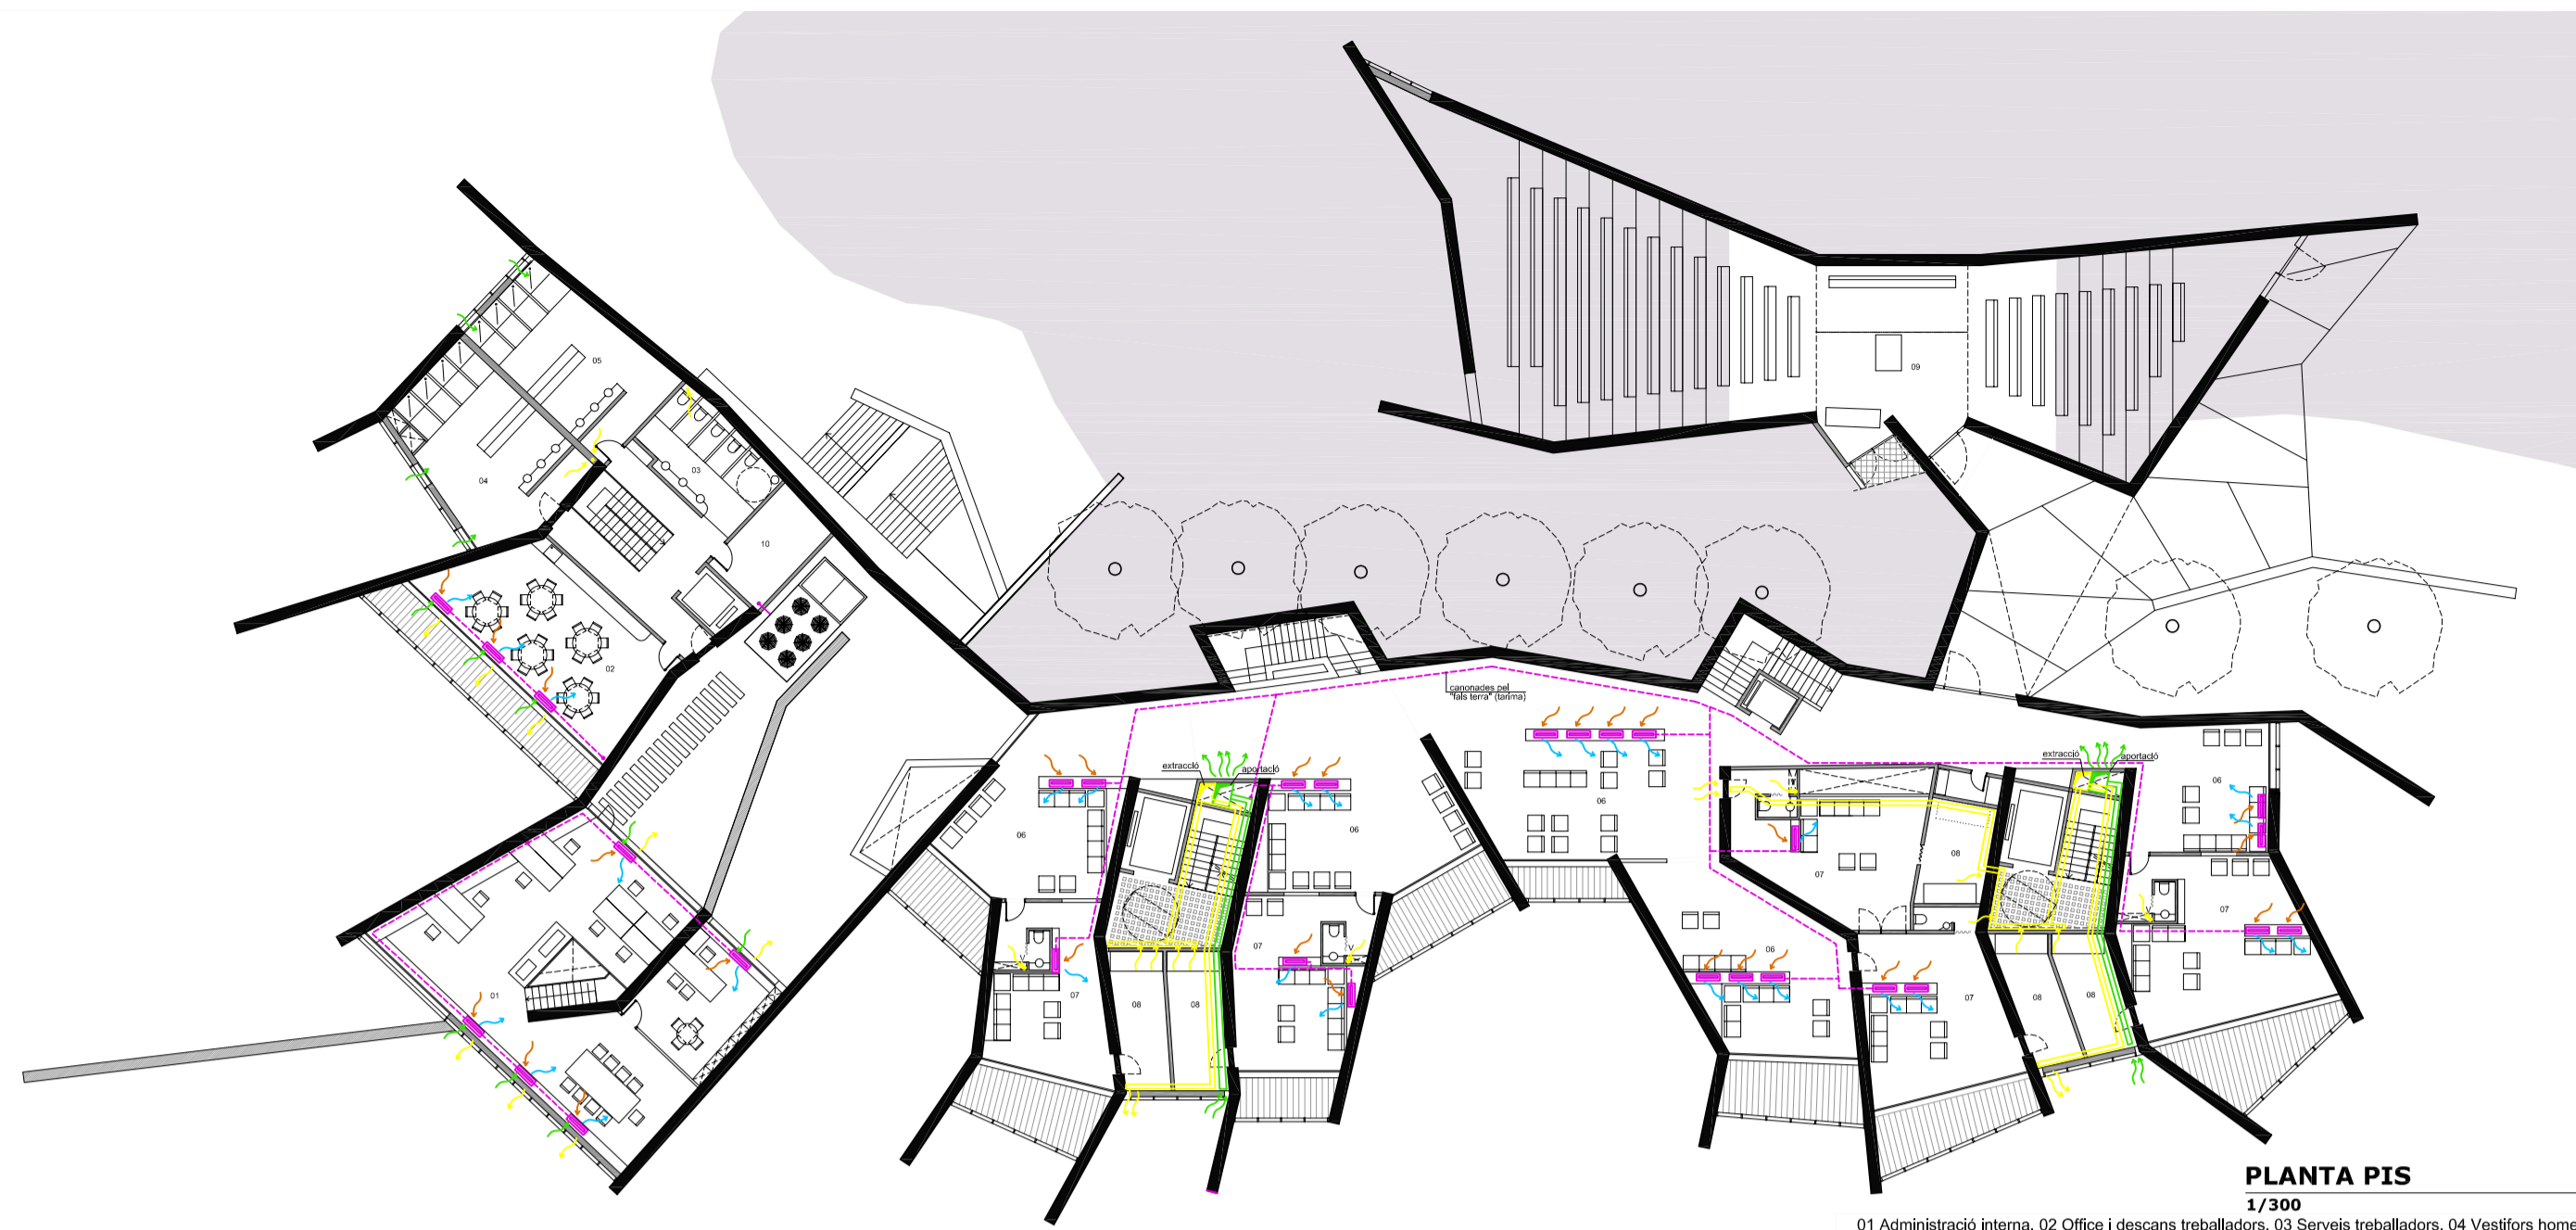 05
09
03
04
10
02
canonades pel
"fals terra" (tarima)
extracció
aportació
extracció
aportació
06
06
06
06
08
07
07
06
07
01
07
08
08
07
08
08
PLANTA PIS
1/300
01 Administració interna, 02 Office i descans treballadors, 03 Serveis treballadors, 04 Vestifors